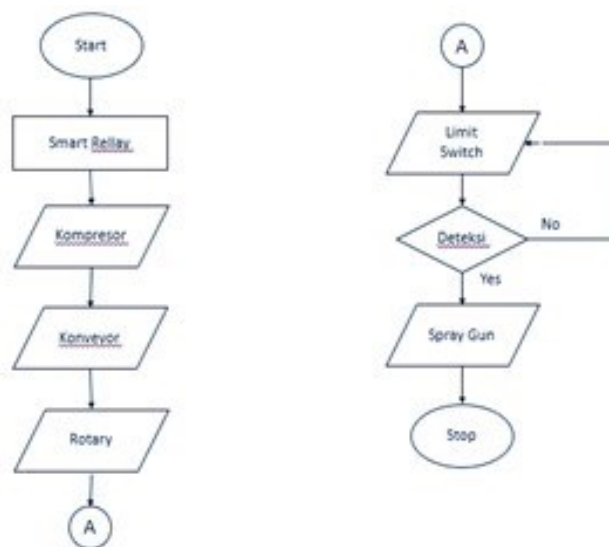 Start
Smart Rellay
Kompresor
Konveyor
Rotary
A
A
Limit
Switch
Deteksi
No
Yes
Spray Gun
Stop